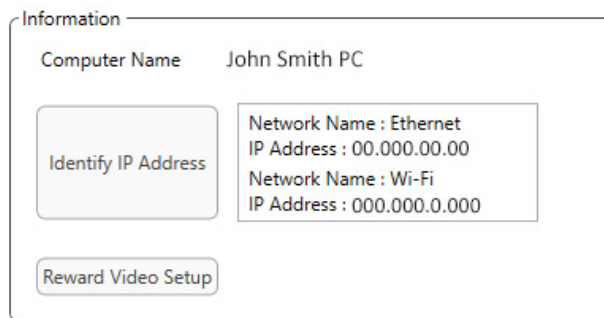 Information
Computer Name John Smith PC
Identify IP Address
Network Name : Ethernet
IP Address : 00.000.00.00
Network Name : Wi-Fi
IP Address : 000.000.0.000
Reward Video Setup